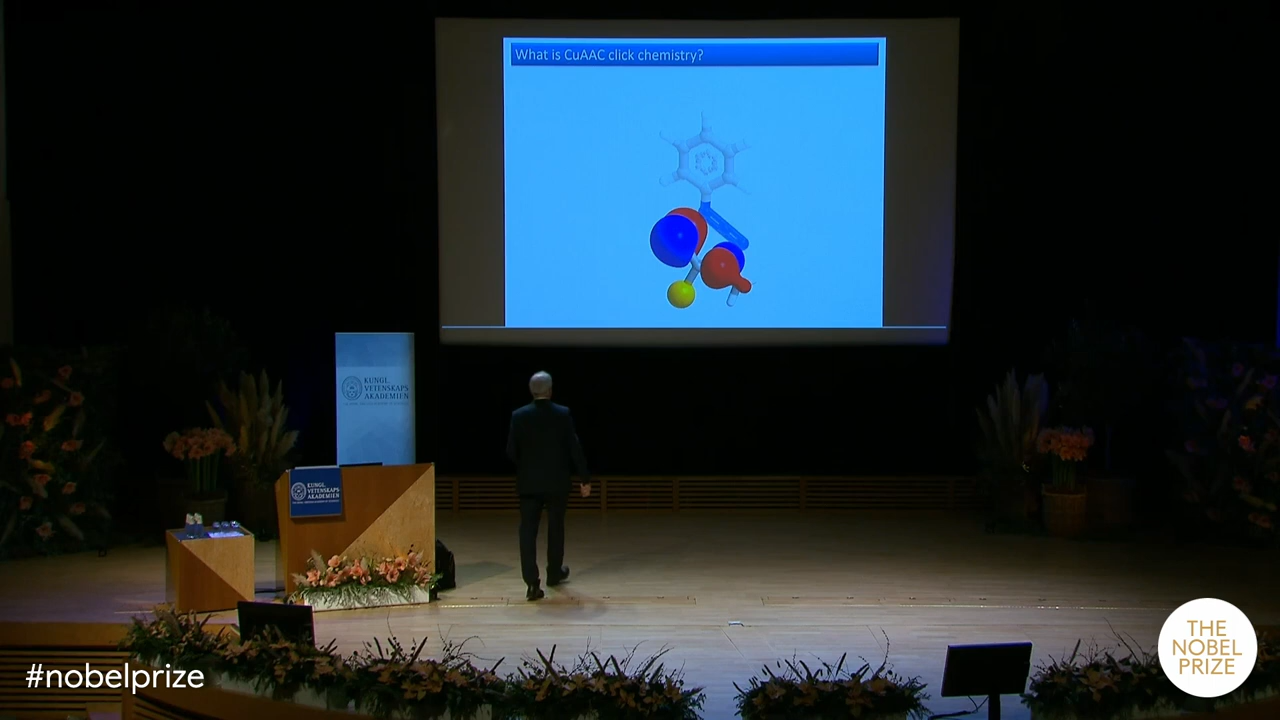 What is CuAAC click chemistry?
KUNGL.
VETENSKAPS
AKADEMIEN
KUNGL.
VETENSKAPS
AKADEMIEN
#nobelprize
THE
NOBEL
PRIZE